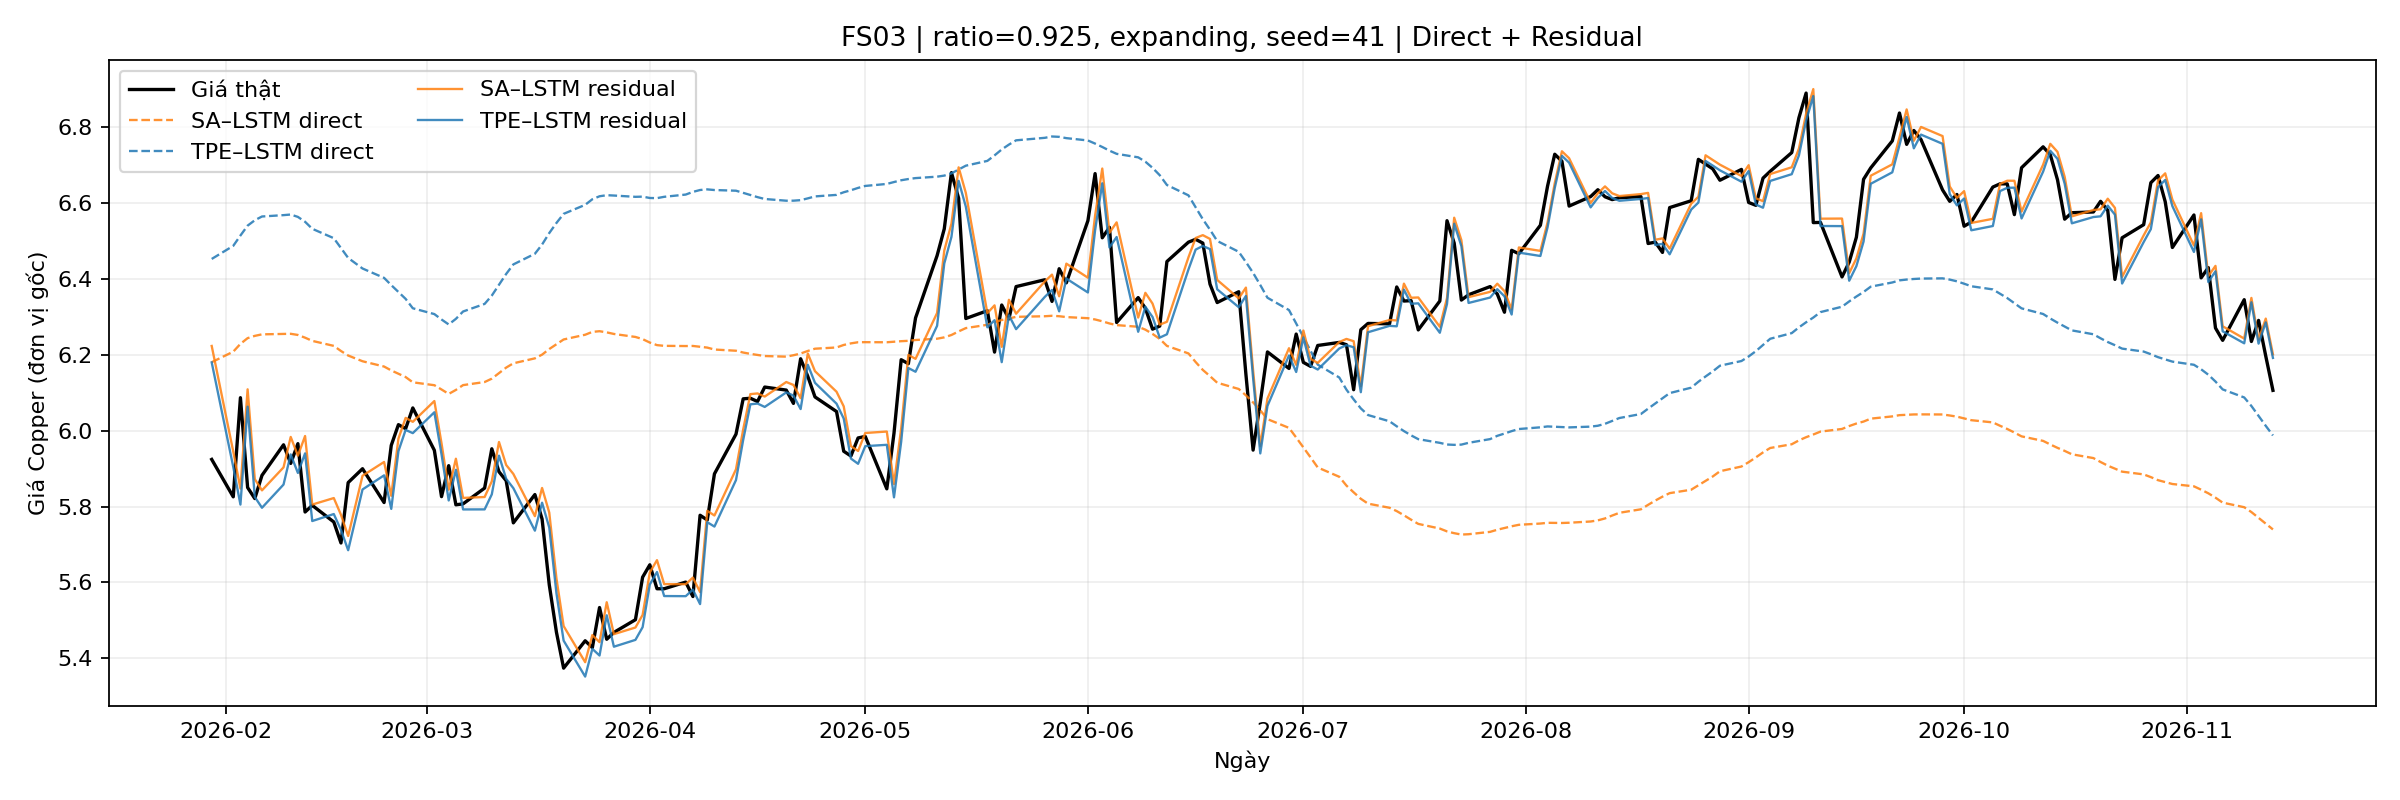 FS03 | ratio=0.925, expanding, seed=41 | Direct + Residual
Giá thật
SA–LSTM direct
TPE–LSTM direct
SA–LSTM residual
TPE–LSTM residual
Giá Copper (đơn vị gốc)
6.8
6.6
6.4
6.2
6.0
5.8
5.6
5.4
2026-02
2026-03
2026-04
2026-05
2026-06
2026-07
2026-08
2026-09
2026-10
2026-11
Ngày